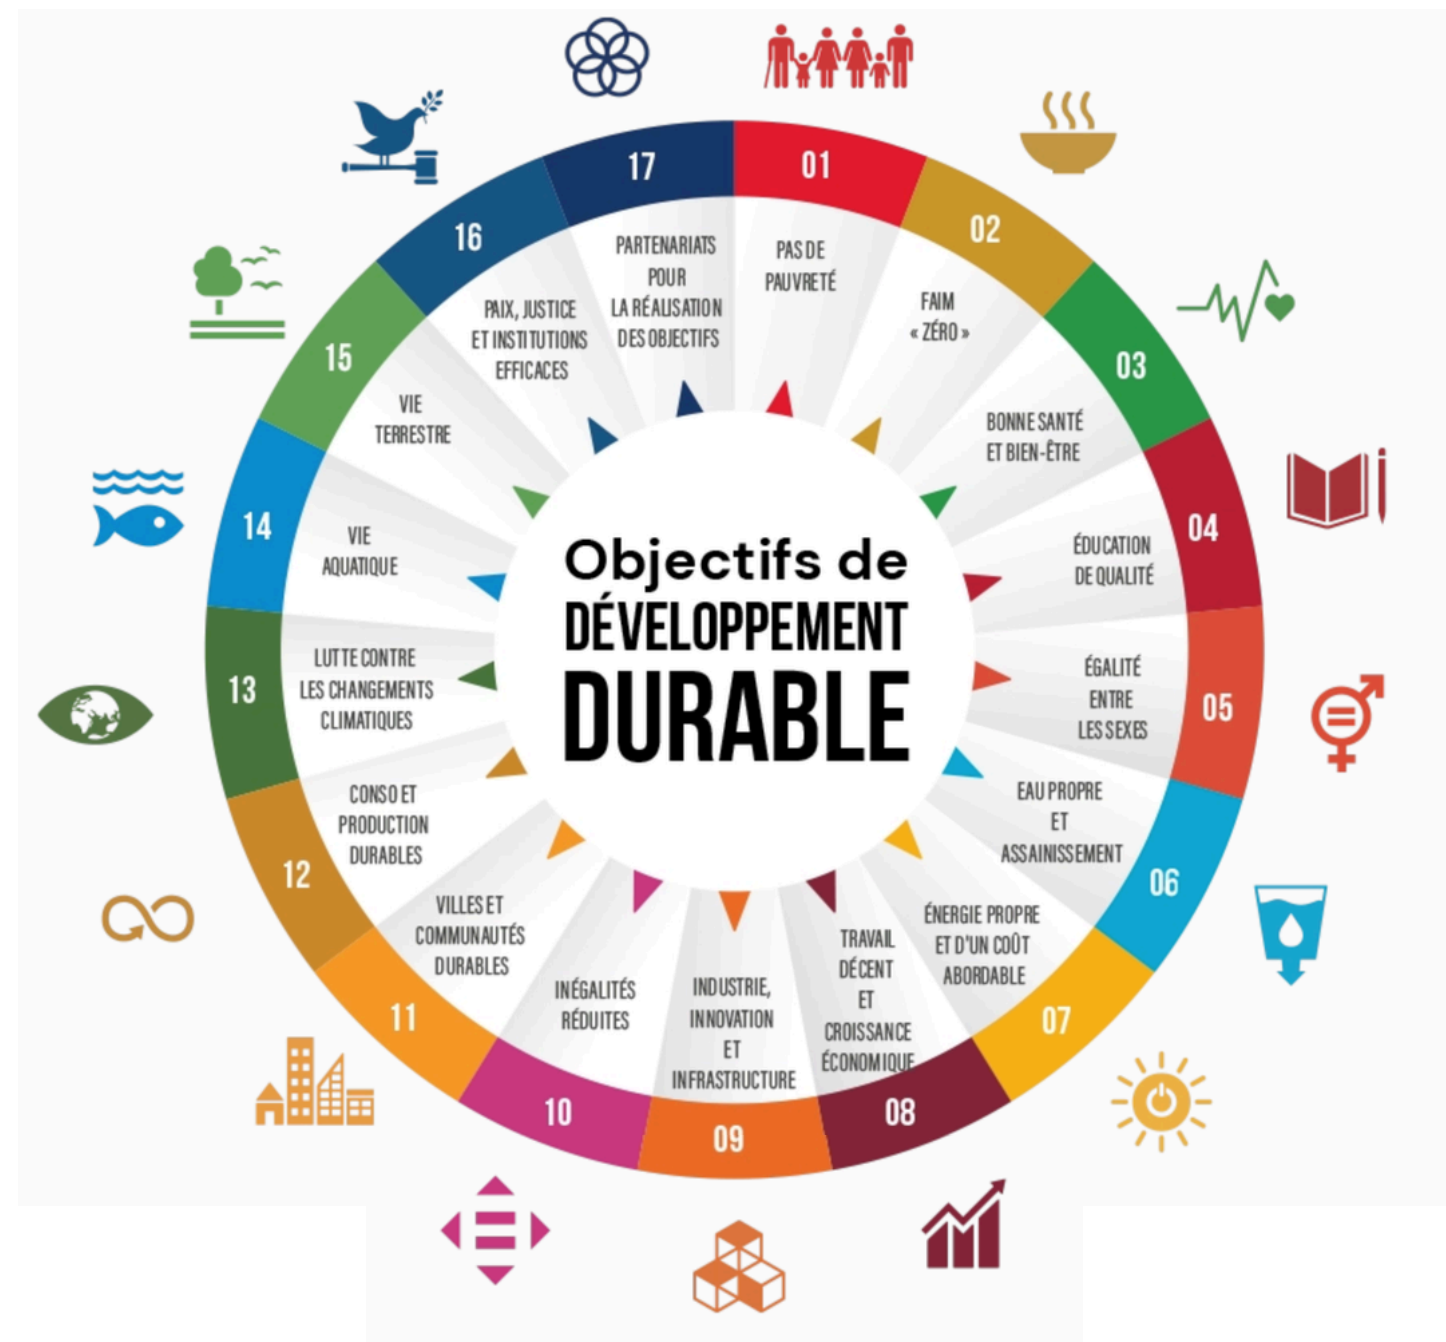 Objectifs de
DÉVELOPPEMENT
DURABLE
01
PAS DE
PAUVRETÉ
02
FAIM
« ZÉRO »
03
BONNE SANTÉ
ET BIEN-ÊTRE
04
ÉDUCATION
DE QUALITÉ
05
ÉGALITÉ
ENTRE
LES SEXES
06
EAU PROPRE
ET
ASSAINISSEMENT
07
ÉNERGIE PROPRE
ET D'UN COÛT
ABORDABLE
08
TRAVAIL
DÉCENT
ET
CROISSANCE
ÉCONOMIQUE
09
INDUSTRIE,
INNOVATION
ET
INFRASTRUCTURE
10
INÉGALITÉS
RÉDUITES
11
VILLES ET
COMMUNAUTÉS
DURABLES
12
CONSO ET
PRODUCTION
DURABLES
13
LUTTE CONTRE
LES CHANGEMENTS
CLIMATIQUES
14
VIE
AQUATIQUE
15
VIE
TERRESTRE
16
PAIX, JUSTICE
ET INSTITUTIONS
EFFICACES
17
PARTENARIATS
POUR
LA RÉALISATION
DES OBJECTIFS